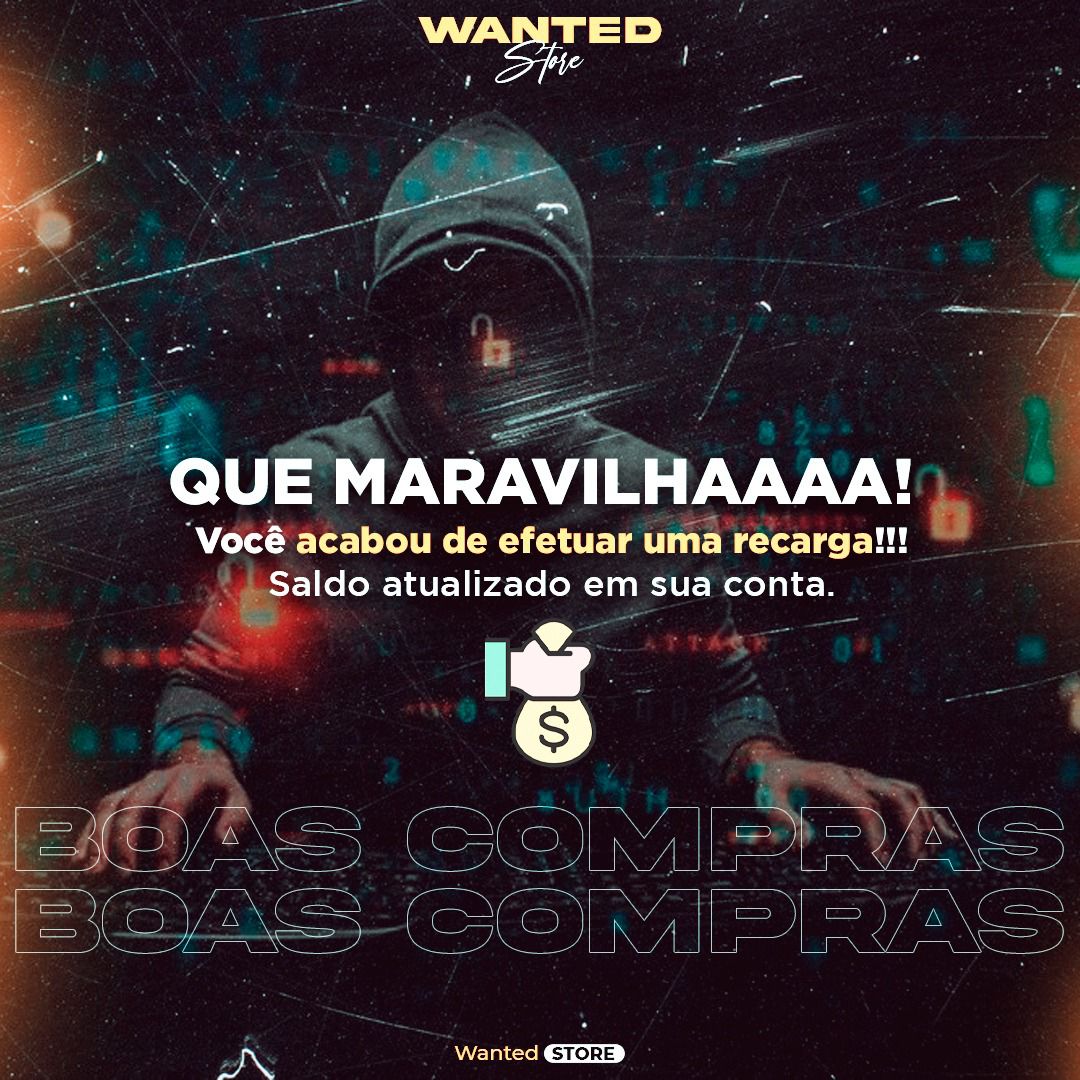 WANTED
Store
QUE MARAVILHAAAA!
Você acabou de efetuar uma recarga!!!
Saldo atualizado em sua conta.
$
BOAS COMPRAS
BOAS COMPRAS
Wanted STORE